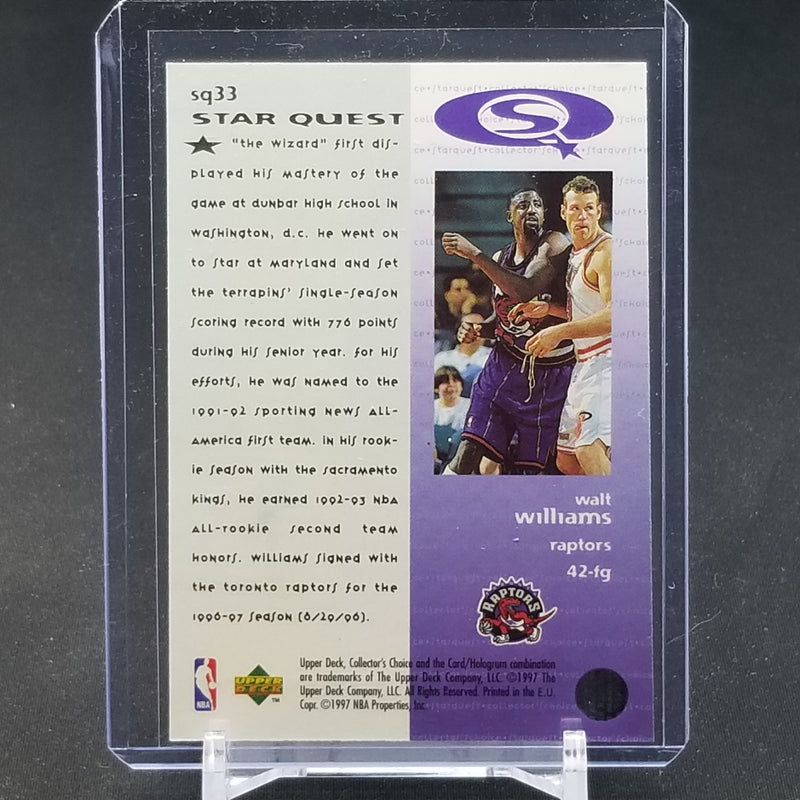 sq33
STAR QUEST
"the wizard" first dis-
played his mastery of the
game at dunbar high school in
washington, d.c. he went on
to star at maryland and set
the terrapins' single-season
scoring record with 776 points
during his senior year. for his
efforts, he was named to the
1991-92 sporting news all-
america first team. in his rook-
ie season with the sacramento
kings, he earned 1992-93 nba
all-rookie second team
honors. williams signed with
the toronto raptors for the
1996-97 season (8/29/96).
SQ
walt
williams
raptors
42-fg
RAPTORS
NBA
UPPER
DECK
™
Upper Deck, Collector's Choice and the Card/Hologram combination
are trademarks of The Upper Deck Company, LLC. ©1997 The
Upper Deck Company, LLC. All Rights Reserved. Printed in the E.U.
Copr. ©1997 NBA Properties, Inc.